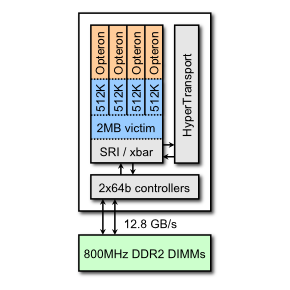 Opteron
Opteron
Opteron
Opteron
512K
512K
512K
512K
2MB victim
SRI / xbar
HyperTransport
2x64b controllers
12.8 GB/s
800MHz DDR2 DIMMs